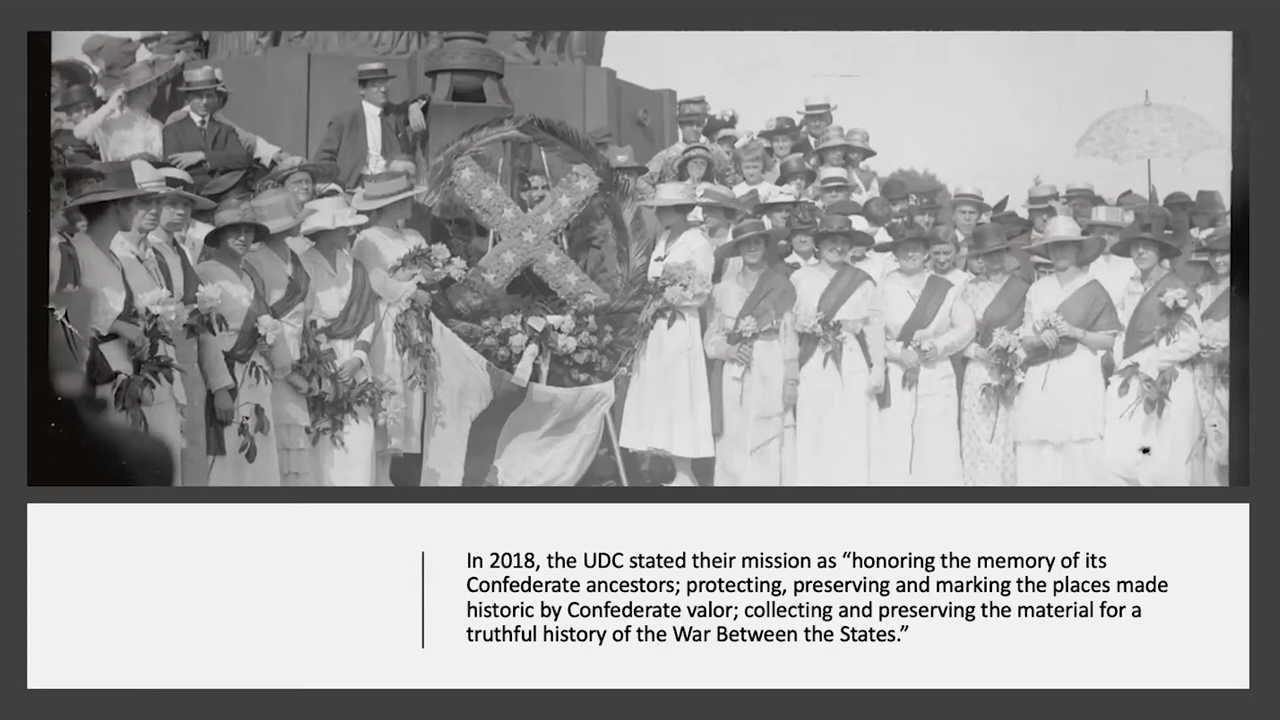 In 2018, the UDC stated their mission as “honoring the memory of its
Confederate ancestors; protecting, preserving and marking the places made
historic by Confederate valor; collecting and preserving the material for a
truthful history of the War Between the States.”